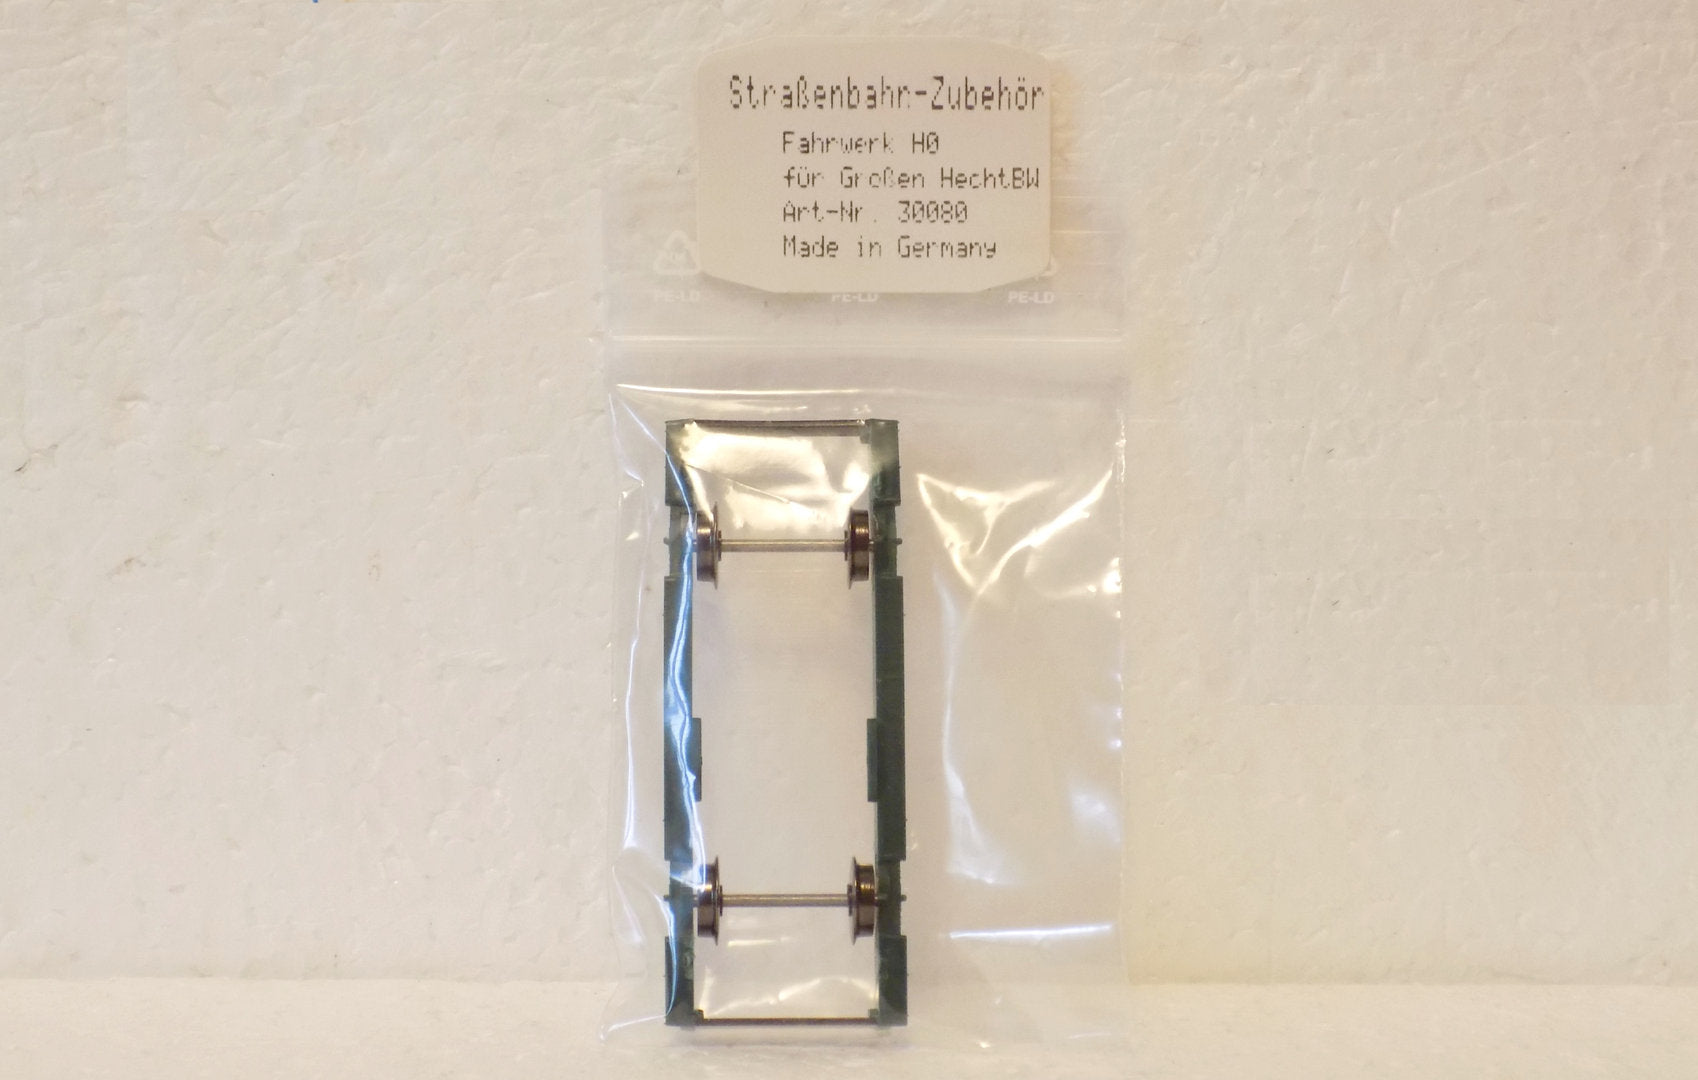 Straßenbahn-Zubehör
Fahrwerk H0
für Großen HechtBW
Art-Nr. 30080
Made in Germany
PE-LD PE-LD PE-LD